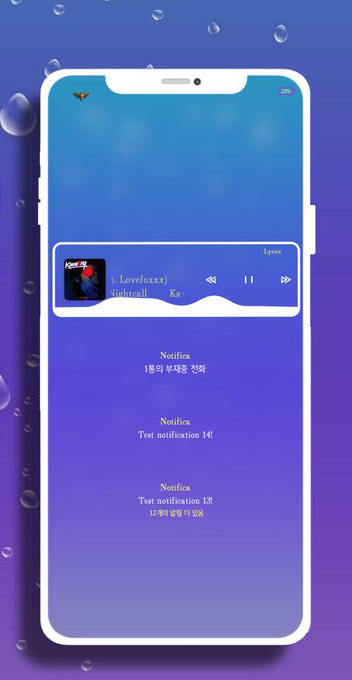 23%
Lyrics
Kavinsky
t. Lovefoxxx)
Nightcall Ka
Notifica
1통의 부재중 전화
Notifica
Test notification 14!
Notifica
Test notification 13!
12개의 알림 더 있음